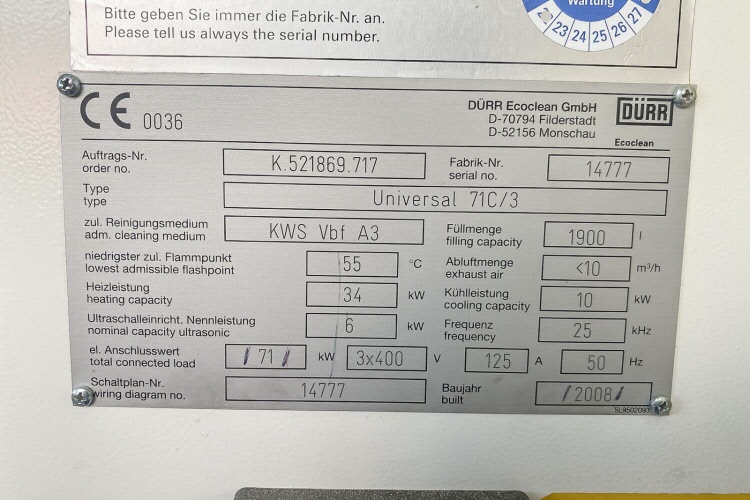 Bitte geben Sie immer die Fabrik-Nr. an.
Please tell us always the serial number.
Wartung
23 24 25 26 27
CE 0036
DÜRR Ecoclean GmbH
D-70794 Filderstadt
D-52156 Monschau
DÜRR
Ecoclean
Auftrags-Nr.
order no.
K.521869.717
Fabrik-Nr.
serial no.
14777
Type
type
Universal 71C/3
zul. Reinigungsmedium
adm. cleaning medium
KWS Vbf A3
Füllmenge
filling capacity
1900 l
niedrigster zul. Flammpunkt
lowest admissible flashpoint
55 °C
Abluftmenge
exhaust air
<10 m³/h
Heizleistung
heating capacity
34 kW
Kühlleistung
cooling capacity
10 kW
Ultraschalleinricht. Nennleistung
nominal capacity ultrasonic
6 kW
Frequenz
frequency
25 kHz
el. Anschlusswert
total connected load
71 kW 3x400 V 125 A 50 Hz
Schaltplan-Nr.
wiring diagram no.
14777
Baujahr
built
2008